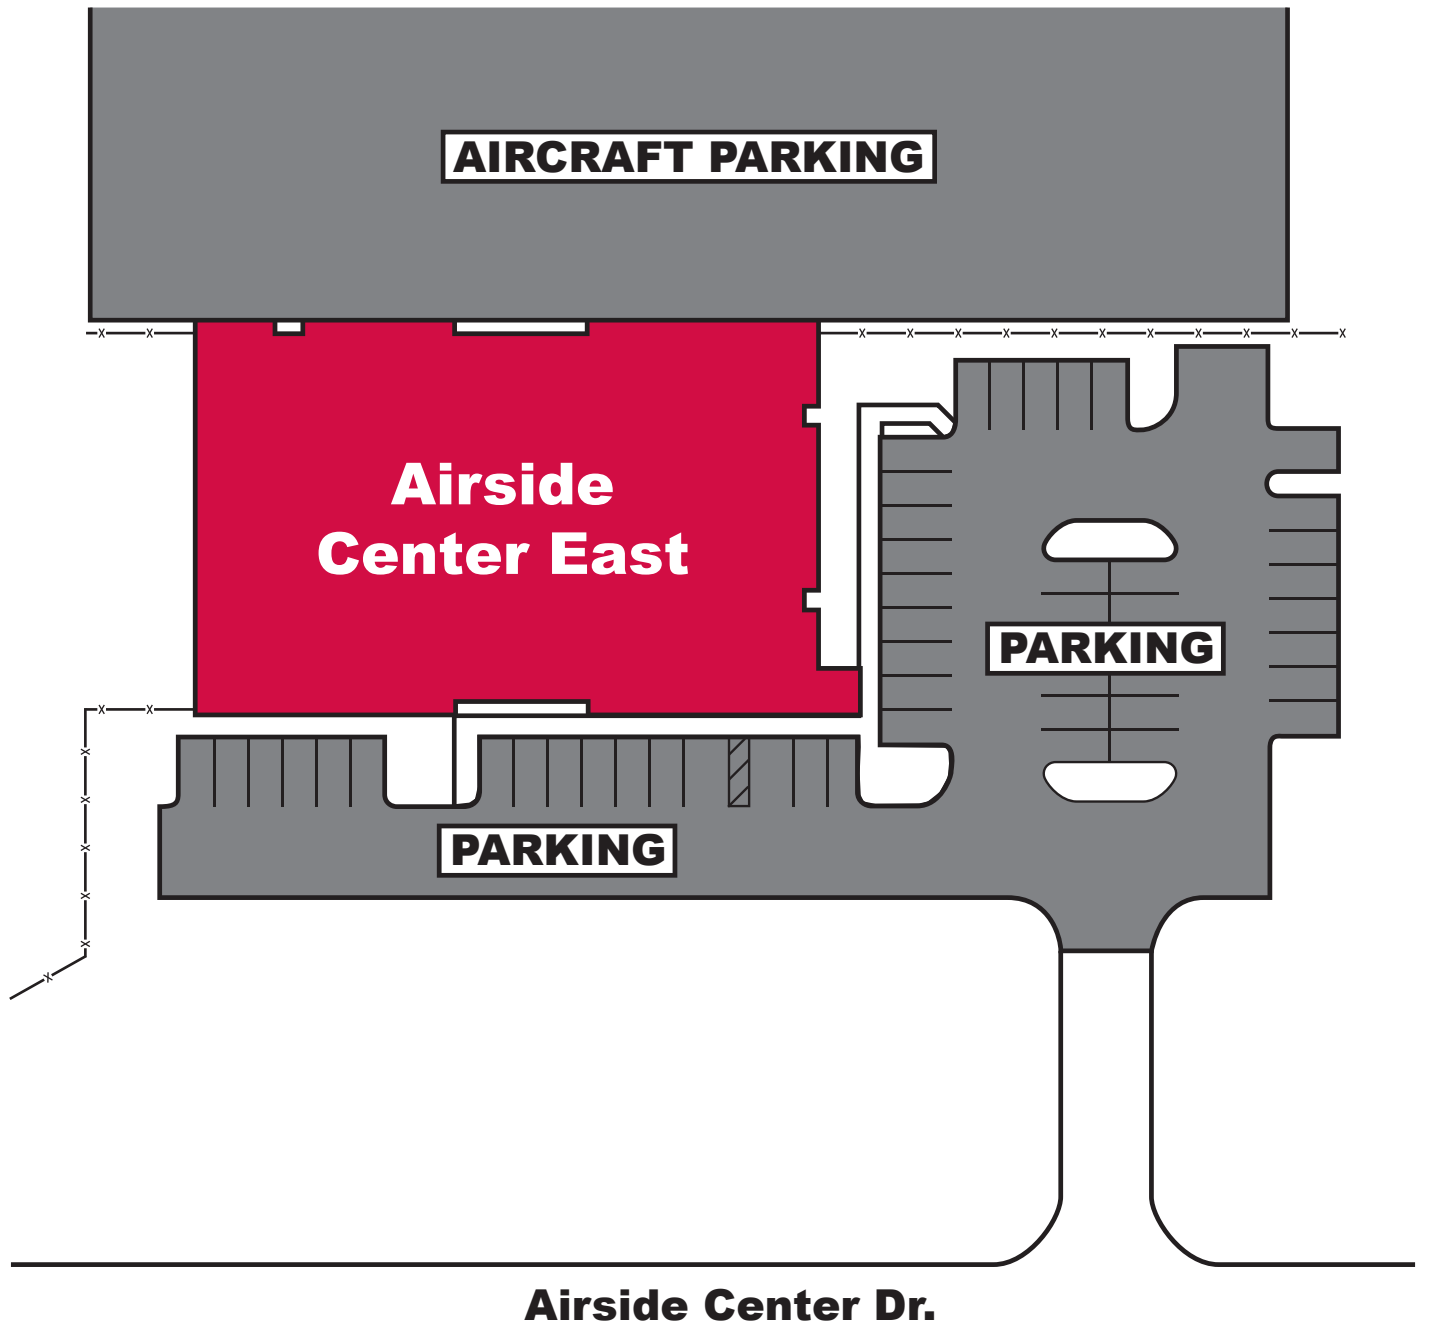 AIRCRAFT PARKING
Airside
Center East
PARKING
PARKING
Airside Center Dr.